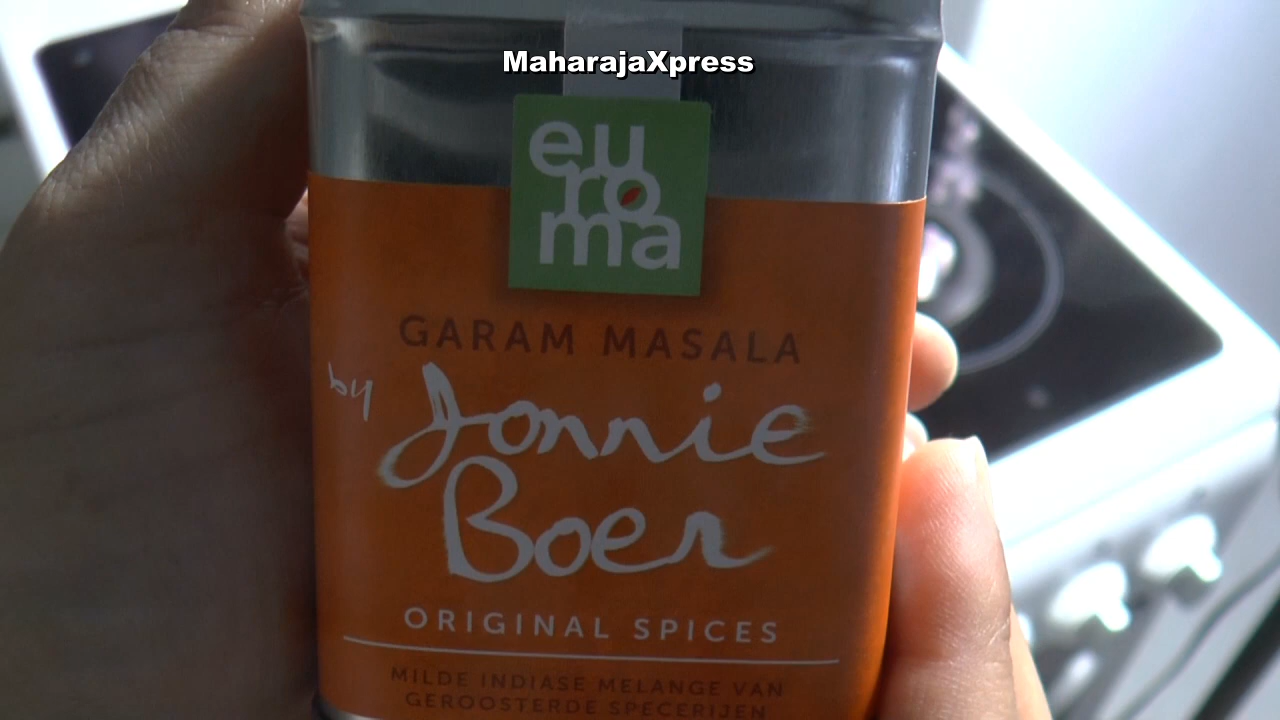 MaharajaXpress
eu
ro
ma
GARAM MASALA
by Jonnie
Boer
ORIGINAL SPICES
MILDE INDIASE MELANGE VAN
GEROOSTERDE SPECERIJEN